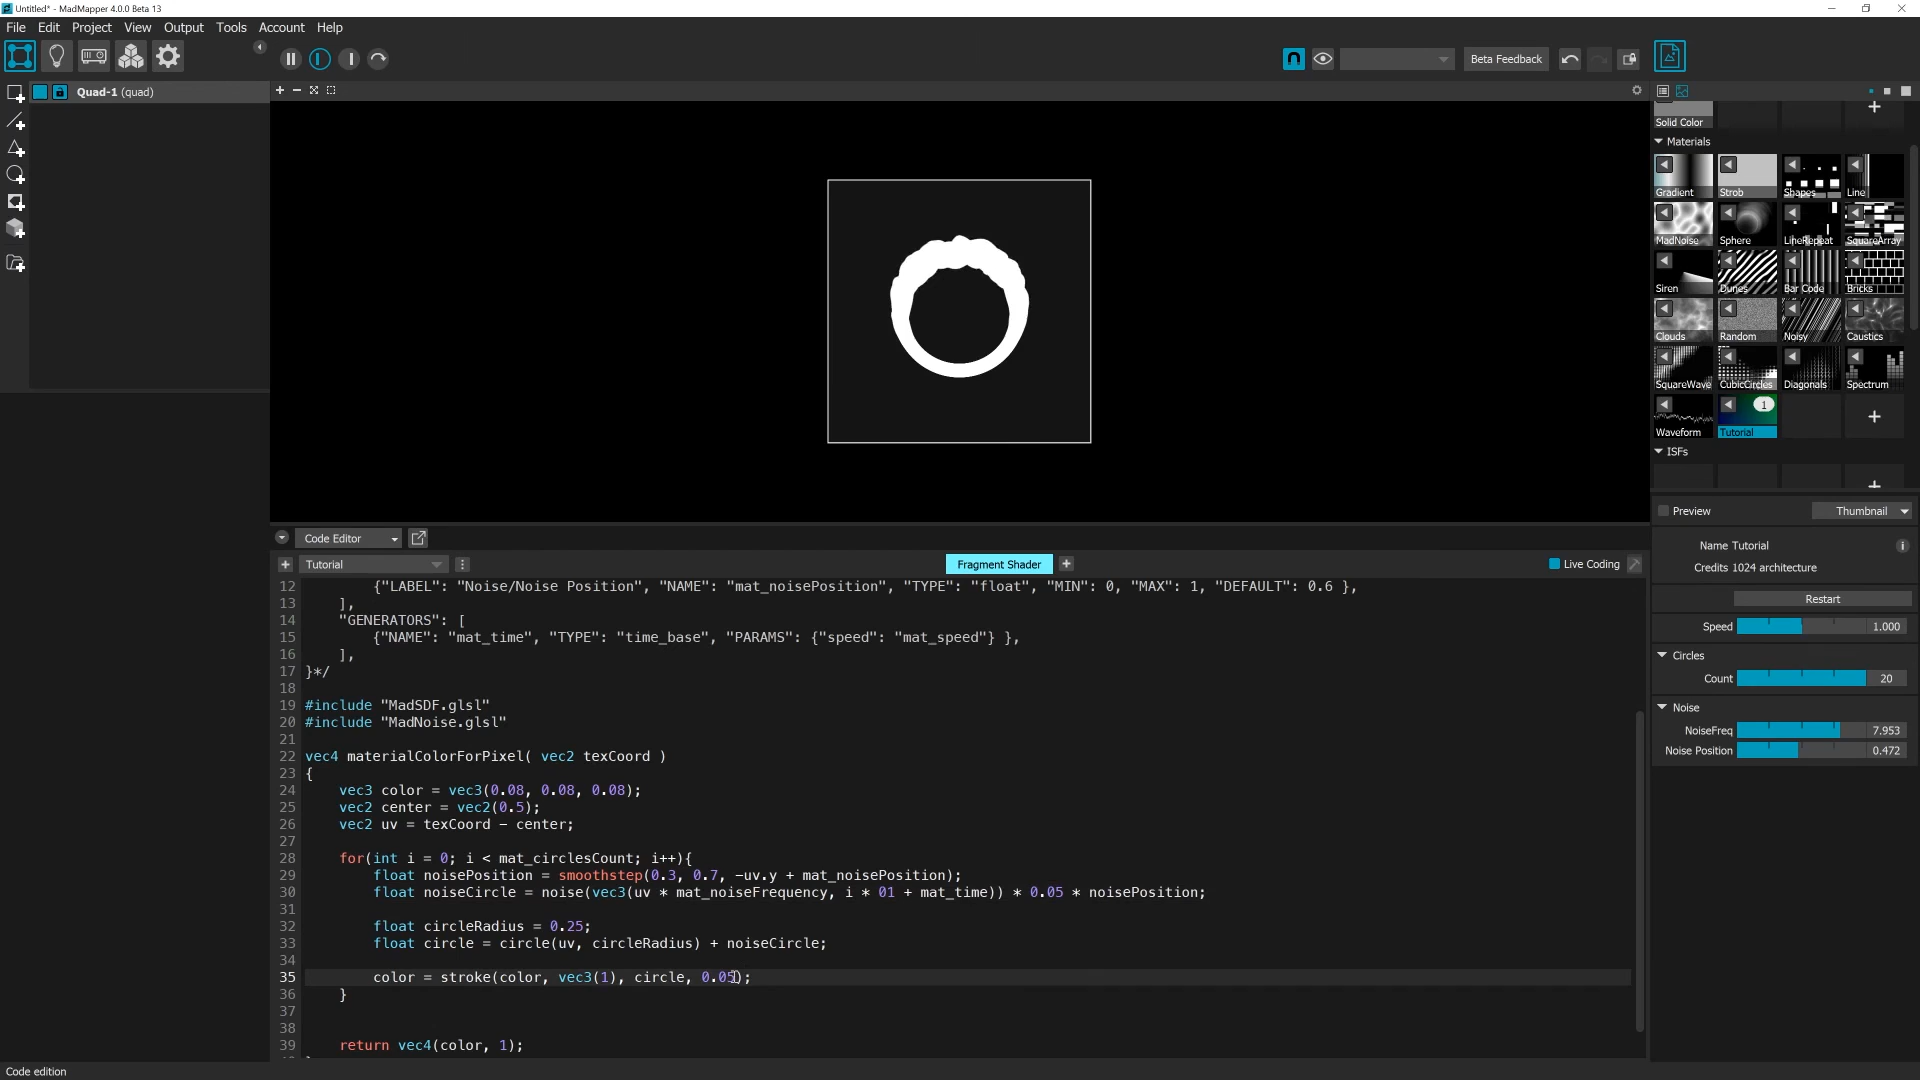 Untitled* - MadMapper 4.0.0 Beta 13
File Edit Project View Output Tools Account Help
Beta Feedback
Quad-1 (quad)
Solid Color
Materials
Gradient Strob Shapes Line
MadNoise Sphere LineRepeat SquareArray
Siren Dunes Bar Code Bricks
Clouds Random Noisy Caustics
SquareWave CubicCircles Diagonals Spectrum
1
Waveform Tutorial
ISFs
Preview Thumbnail
Name Tutorial
Credits 1024 architecture
Restart
Speed 1.000
Circles
Count 20
Noise
NoiseFreq 7.953
Noise Position 0.472
Code Editor
Tutorial Fragment Shader Live Coding
12 {"LABEL": "Noise/Noise Position", "NAME": "mat_noisePosition", "TYPE": "float", "MIN": 0, "MAX": 1, "DEFAULT": 0.6 },
13 ],
14 "GENERATORS": [
15 {"NAME": "mat_time", "TYPE": "time_base", "PARAMS": {"speed": "mat_speed"} },
16 ],
17 }*/
18
19 #include "MadSDF.glsl"
20 #include "MadNoise.glsl"
21
22 vec4 materialColorForPixel( vec2 texCoord )
23 {
24 vec3 color = vec3(0.08, 0.08, 0.08);
25 vec2 center = vec2(0.5);
26 vec2 uv = texCoord - center;
27
28 for(int i = 0; i < mat_circlesCount; i++){
29 float noisePosition = smoothstep(0.3, 0.7, -uv.y + mat_noisePosition);
30 float noiseCircle = noise(vec3(uv * mat_noiseFrequency, i * 01 + mat_time)) * 0.05 * noisePosition;
31
32 float circleRadius = 0.25;
33 float circle = circle(uv, circleRadius) + noiseCircle;
34
35 color = stroke(color, vec3(1), circle, 0.05);
36 }
37
38
39 return vec4(color, 1);
Code edition